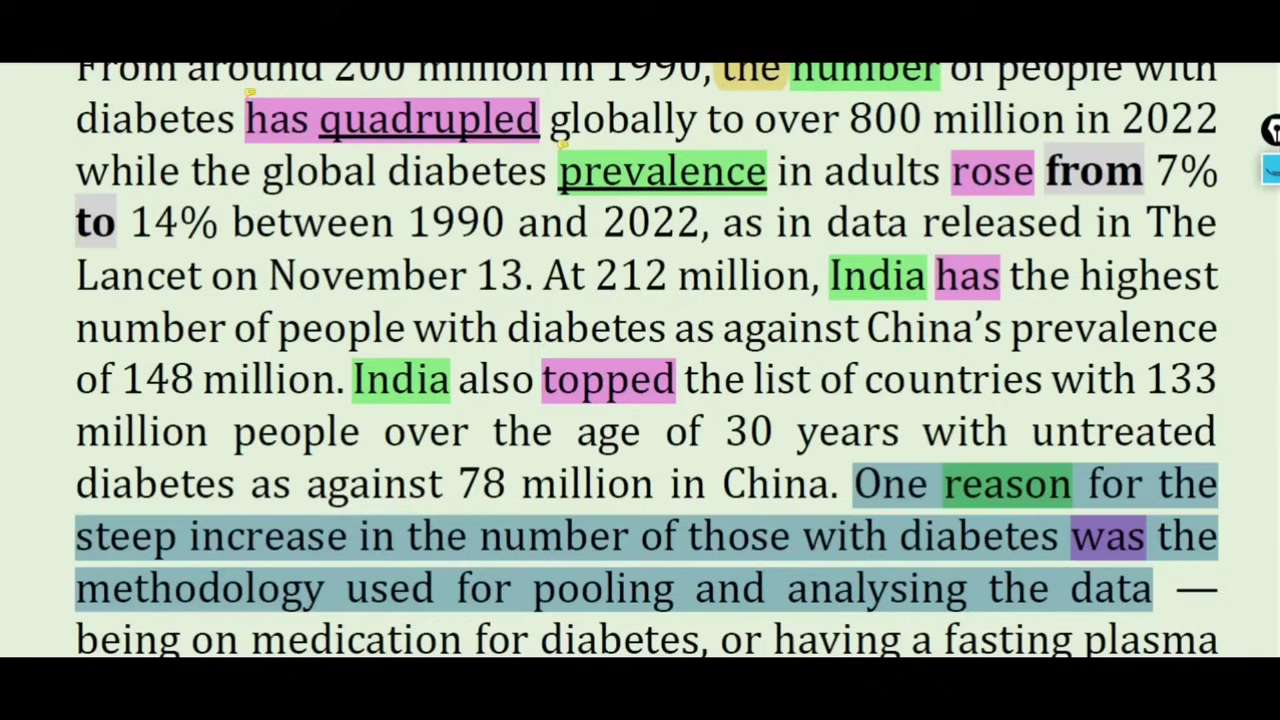 From around 200 million in 1990, the number of people with
diabetes has quadrupled globally to over 800 million in 2022
while the global diabetes prevalence in adults rose from 7%
to 14% between 1990 and 2022, as in data released in The
Lancet on November 13. At 212 million, India has the highest
number of people with diabetes as against China’s prevalence
of 148 million. India also topped the list of countries with 133
million people over the age of 30 years with untreated
diabetes as against 78 million in China. One reason for the
steep increase in the number of those with diabetes was the
methodology used for pooling and analysing the data —
being on medication for diabetes, or having a fasting plasma